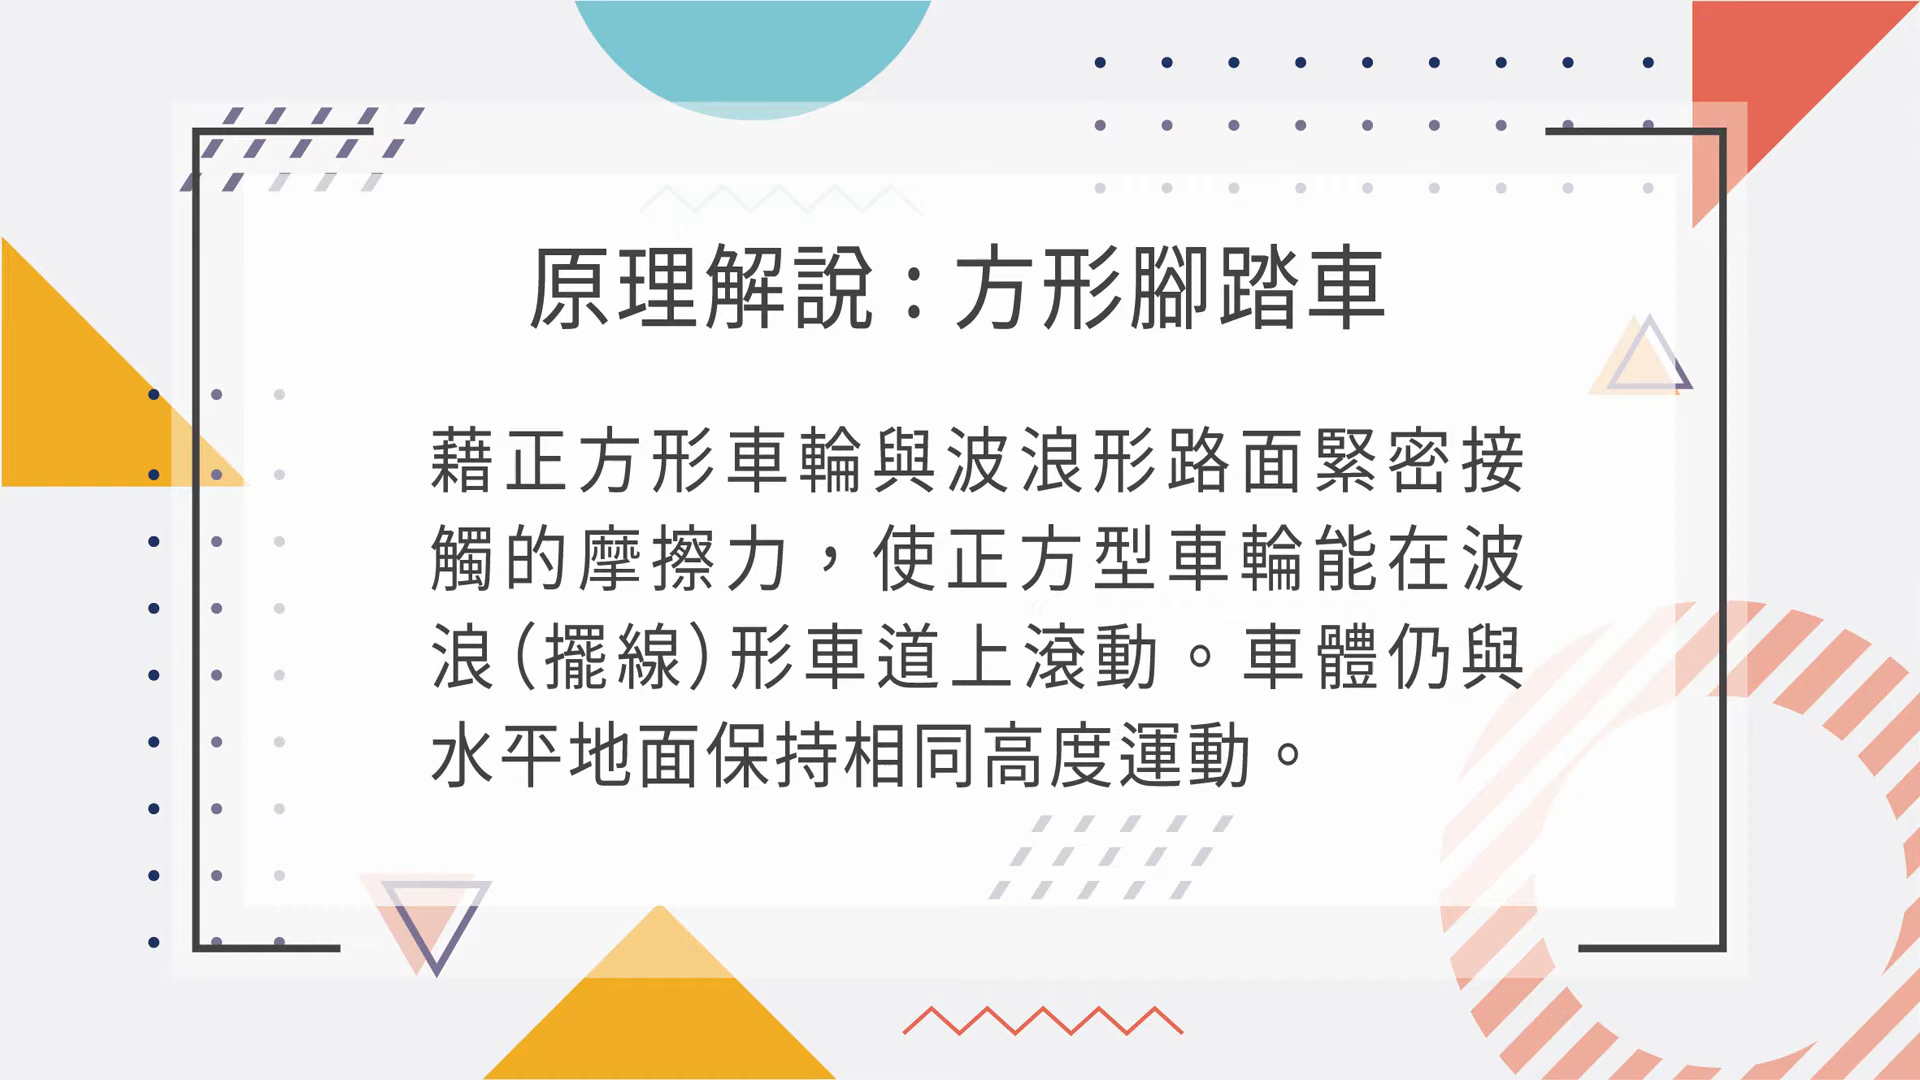 原理解說:方形腳踏車
藉正方形車輪與波浪形路面緊密接
觸的摩擦力，使正方型車輪能在波
浪(擺線)形車道上滾動。車體仍與
水平地面保持相同高度運動。